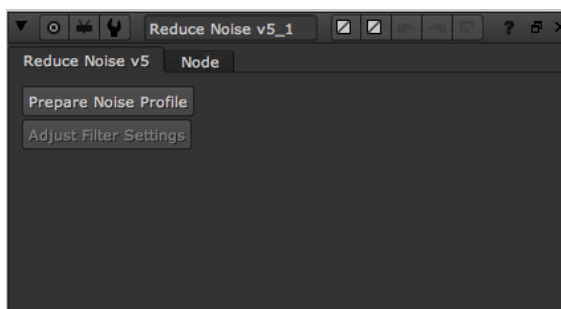 Reduce Noise v5_1 ?
Reduce Noise v5 Node
Prepare Noise Profile
Adjust Filter Settings